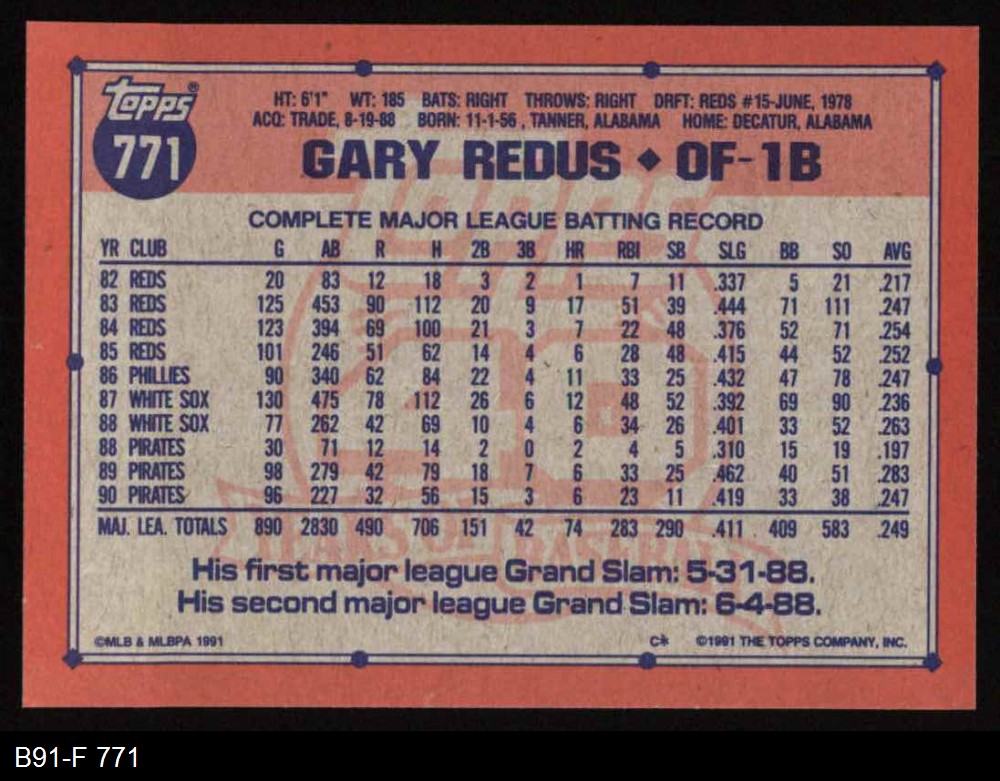 topps®
771
HT: 6'1" WT: 185 BATS: RIGHT THROWS: RIGHT DRFT: REDS #15-JUNE, 1978
ACQ: TRADE, 8-19-88 BORN: 11-1-56, TANNER, ALABAMA HOME: DECATUR, ALABAMA
GARY REDUS ◆ OF-1B
COMPLETE MAJOR LEAGUE BATTING RECORD
YR CLUB G AB R H 2B 3B HR RBI SB SLG BB SO AVG
82 REDS 20 83 12 18 3 2 1 7 11 .337 5 21 .217
83 REDS 125 453 90 112 20 9 17 51 39 .444 71 111 .247
84 REDS 123 394 69 100 21 3 7 22 48 .376 52 71 .254
85 REDS 101 246 51 62 14 4 6 28 48 .415 44 52 .252
86 PHILLIES 90 340 62 84 22 4 11 33 25 .432 47 78 .247
87 WHITE SOX 130 475 78 112 26 6 12 48 52 .392 69 90 .236
88 WHITE SOX 77 262 42 69 10 4 6 34 26 .401 33 52 .263
88 PIRATES 30 71 12 14 2 0 2 4 5 .310 15 19 .197
89 PIRATES 98 279 42 79 18 7 6 33 25 .462 40 51 .283
90 PIRATES 96 227 32 56 15 3 6 23 11 .419 33 38 .247
MAJ. LEA. TOTALS 890 2830 490 706 151 42 74 283 290 .411 409 583 .249
topps
40
YEARS OF BASEBALL
His first major league Grand Slam: 5-31-88.
His second major league Grand Slam: 6-4-88.
©MLB & MLBPA 1991 C* ©1991 THE TOPPS COMPANY, INC.
B91-F 771